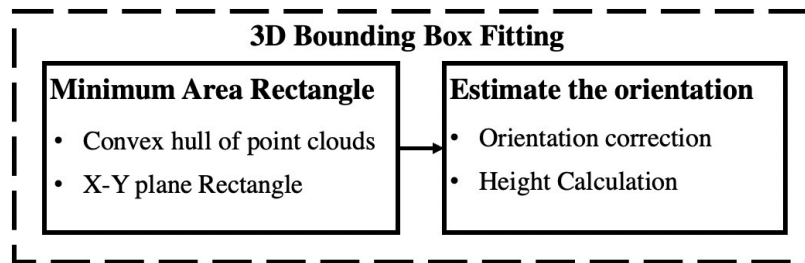 3D Bounding Box Fitting
Minimum Area Rectangle
• Convex hull of point clouds
• X-Y plane Rectangle
Estimate the orientation
• Orientation correction
• Height Calculation